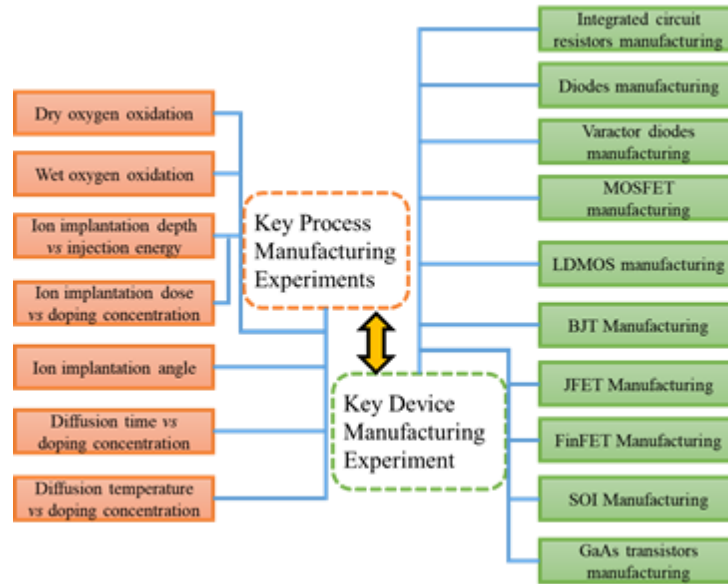 Dry oxygen oxidation
Wet oxygen oxidation
Ion implantation depth
vs injection energy
Ion implantation dose
vs doping concentration
Ion implantation angle
Diffusion time vs
doping concentration
Diffusion temperature
vs doping concentration
Key Process
Manufacturing
Experiments
Key Device
Manufacturing
Experiment
Integrated circuit
resistors manufacturing
Diodes manufacturing
Varactor diodes
manufacturing
MOSFET
manufacturing
LDMOS manufacturing
BJT Manufacturing
JFET Manufacturing
FinFET Manufacturing
SOI Manufacturing
GaAs transistors
manufacturing